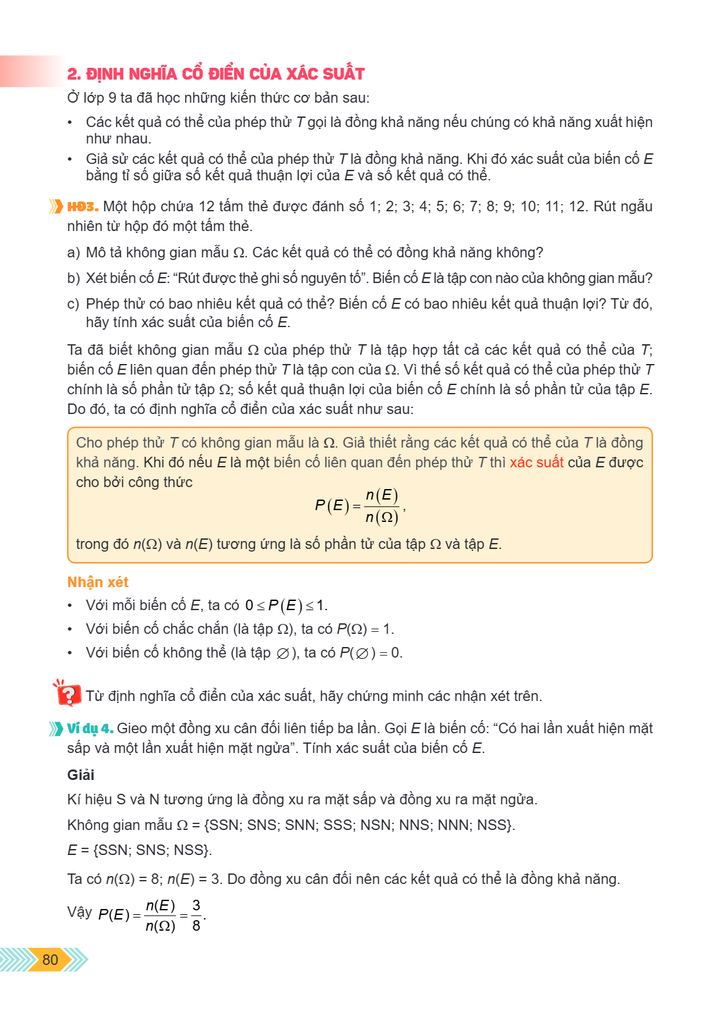 2. ĐỊNH NGHĨA CỔ ĐIỂN CỦA XÁC SUẤT
Ở lớp 9 ta đã học những kiến thức cơ bản sau:
• Các kết quả có thể của phép thử T gọi là đồng khả năng nếu chúng có khả năng xuất hiện
như nhau.
• Giả sử các kết quả có thể của phép thử T là đồng khả năng. Khi đó xác suất của biến cố E
bằng tỉ số giữa số kết quả thuận lợi của E và số kết quả có thể.
HĐ3. Một hộp chứa 12 tấm thẻ được đánh số 1; 2; 3; 4; 5; 6; 7; 8; 9; 10; 11; 12. Rút ngẫu
nhiên từ hộp đó một tấm thẻ.
a) Mô tả không gian mẫu Ω. Các kết quả có thể có đồng khả năng không?
b) Xét biến cố E: “Rút được thẻ ghi số nguyên tố”. Biến cố E là tập con nào của không gian mẫu?
c) Phép thử có bao nhiêu kết quả có thể? Biến cố E có bao nhiêu kết quả thuận lợi? Từ đó,
hãy tính xác suất của biến cố E.
Ta đã biết không gian mẫu Ω của phép thử T là tập hợp tất cả các kết quả có thể của T;
biến cố E liên quan đến phép thử T là tập con của Ω. Vì thế số kết quả có thể của phép thử T
chính là số phần tử tập Ω; số kết quả thuận lợi của biến cố E chính là số phần tử của tập E.
Do đó, ta có định nghĩa cổ điển của xác suất như sau:
Cho phép thử T có không gian mẫu là Ω. Giả thiết rằng các kết quả có thể của T là đồng
khả năng. Khi đó nếu E là một biến cố liên quan đến phép thử T thì xác suất của E được
cho bởi công thức
P(E) = n(E)/n(Ω),
trong đó n(Ω) và n(E) tương ứng là số phần tử của tập Ω và tập E.
Nhận xét
• Với mỗi biến cố E, ta có 0 ≤ P(E) ≤ 1.
• Với biến cố chắc chắn (là tập Ω), ta có P(Ω) = 1.
• Với biến cố không thể (là tập ∅), ta có P(∅) = 0.
? Từ định nghĩa cổ điển của xác suất, hãy chứng minh các nhận xét trên.
Ví dụ 4. Gieo một đồng xu cân đối liên tiếp ba lần. Gọi E là biến cố: “Có hai lần xuất hiện mặt
sấp và một lần xuất hiện mặt ngửa”. Tính xác suất của biến cố E.
Giải
Kí hiệu S và N tương ứng là đồng xu ra mặt sấp và đồng xu ra mặt ngửa.
Không gian mẫu Ω = {SSN; SNS; SNN; SSS; NSN; NNS; NNN; NSS}.
E = {SSN; SNS; NSS}.
Ta có n(Ω) = 8; n(E) = 3. Do đồng xu cân đối nên các kết quả có thể là đồng khả năng.
Vậy P(E) = n(E)/n(Ω) = 3/8.
80